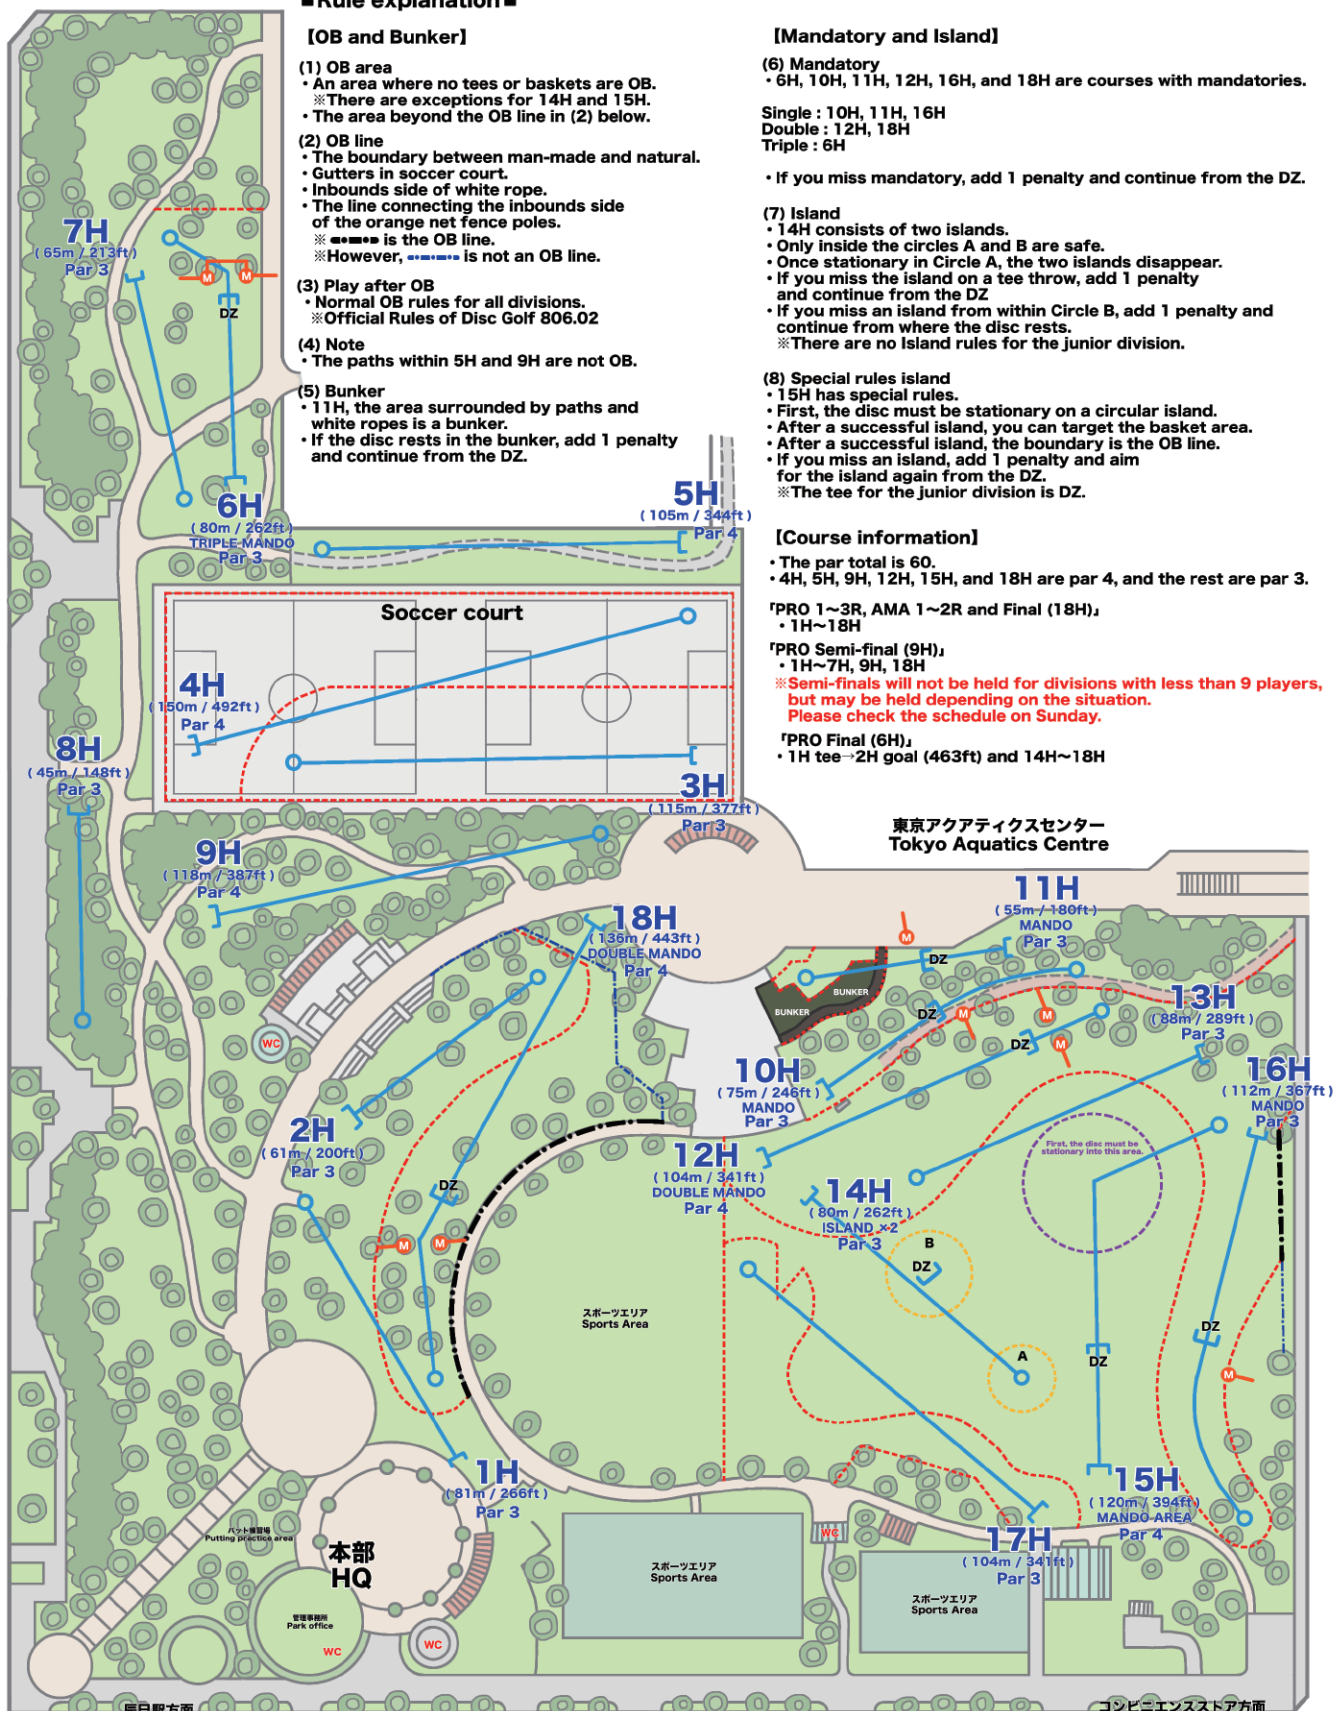 ■Rule explanation■
【OB and Bunker】
(1) OB area
・An area where no tees or baskets are OB.
※There are exceptions for 14H and 15H.
・The area beyond the OB line in (2) below.
(2) OB line
・The boundary between man-made and natural.
・Gutters in soccer court.
・Inbounds side of white rope.
・The line connecting the inbounds side
of the orange net fence poles.
※ is the OB line.
※However, is not an OB line.
(3) Play after OB
・Normal OB rules for all divisions.
※Official Rules of Disc Golf 806.02
(4) Note
・The paths within 5H and 9H are not OB.
(5) Bunker
・11H, the area surrounded by paths and
white ropes is a bunker.
・If the disc rests in the bunker, add 1 penalty
and continue from the DZ.
【Mandatory and Island】
(6) Mandatory
・6H, 10H, 11H, 12H, 16H, and 18H are courses with mandatories.
Single : 10H, 11H, 16H
Double : 12H, 18H
Triple : 6H
・If you miss mandatory, add 1 penalty and continue from the DZ.
(7) Island
・14H consists of two islands.
・Only inside the circles A and B are safe.
・Once stationary in Circle A, the two islands disappear.
・If you miss the island on a tee throw, add 1 penalty
and continue from the DZ
・If you miss an island from within Circle B, add 1 penalty and
continue from where the disc rests.
※There are no Island rules for the junior division.
(8) Special rules island
・15H has special rules.
・First, the disc must be stationary on a circular island.
・After a successful island, you can target the basket area.
・After a successful island, the boundary is the OB line.
・If you miss an island, add 1 penalty and aim
for the island again from the DZ.
※The tee for the junior division is DZ.
【Course information】
・The par total is 60.
・4H, 5H, 9H, 12H, 15H, and 18H are par 4, and the rest are par 3.
「PRO 1〜3R, AMA 1〜2R and Final (18H)」
・1H〜18H
「PRO Semi-final (9H)」
・1H〜7H, 9H, 18H
※Semi-finals will not be held for divisions with less than 9 players,
but may be held depending on the situation.
Please check the schedule on Sunday.
「PRO Final (6H)」
・1H tee→2H goal (463ft) and 14H〜18H
7H
( 65m / 213ft )
Par 3
M
M
DZ
6H
( 80m / 262ft )
TRIPLE MANDO
Par 3
5H
( 105m / 344ft )
Par 4
Soccer court
4H
( 150m / 492ft )
Par 4
3H
( 115m / 377ft )
Par 3
8H
( 45m / 148ft )
Par 3
9H
( 118m / 387ft )
Par 4
東京アクアティクスセンター
Tokyo Aquatics Centre
18H
( 136m / 443ft )
DOUBLE MANDO
Par 4
11H
( 55m / 180ft )
MANDO
Par 3
M
DZ
BUNKER
BUNKER
DZ
M
M
DZ
M
13H
( 88m / 289ft )
Par 3
WC
10H
( 75m / 246ft )
MANDO
Par 3
16H
( 112m / 367ft )
MANDO
Par 3
2H
( 61m / 200ft )
Par 3
First, the disc must be
stationary into this area.
12H
( 104m / 341ft )
DOUBLE MANDO
Par 4
DZ
14H
( 80m / 262ft )
ISLAND ×2
Par 3
M
M
B
DZ
スポーツエリア
Sports Area
DZ
A
DZ
M
1H
( 81m / 266ft )
Par 3
15H
( 120m / 394ft )
MANDO AREA
Par 4
パット練習場
Putting practice area
本部
HQ
WC
17H
( 104m / 341ft )
Par 3
スポーツエリア
Sports Area
スポーツエリア
Sports Area
管理事務所
Park office
WC
WC
辰巳駅方面
コンビニエンスストア方面